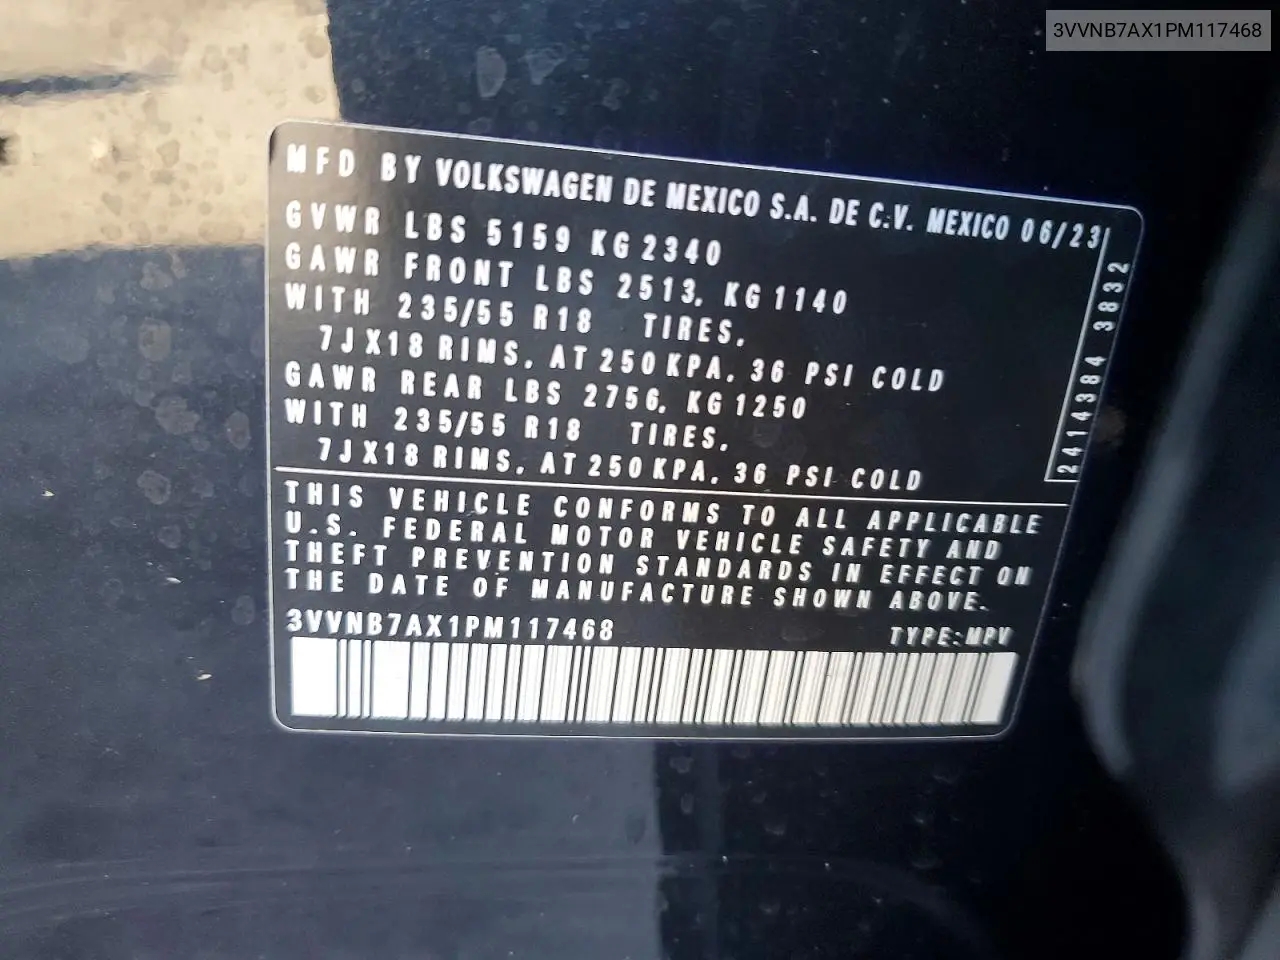 3VVNB7AX1PM117468
MFD BY VOLKSWAGEN DE MEXICO S.A. DE C.V. MEXICO 06/23
GVWR LBS 5159 KG 2340
GAWR FRONT LBS 2513, KG 1140
WITH 235/55 R18 TIRES,
7JX18 RIMS, AT 250 KPA, 36 PSI COLD
GAWR REAR LBS 2756, KG 1250
WITH 235/55 R18 TIRES,
7JX18 RIMS, AT 250 KPA, 36 PSI COLD
2414384 3832
THIS VEHICLE CONFORMS TO ALL APPLICABLE
U.S. FEDERAL MOTOR VEHICLE SAFETY AND
THEFT PREVENTION STANDARDS IN EFFECT ON
THE DATE OF MANUFACTURE SHOWN ABOVE.
3VVNB7AX1PM117468 TYPE:MPV